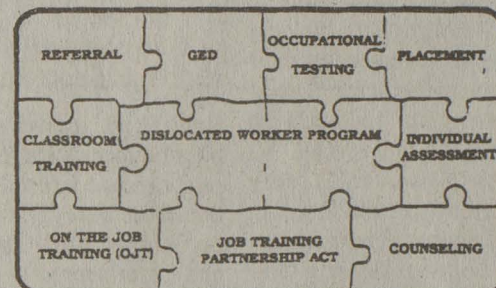 REFERRAL
GED
OCCUPATIONAL
TESTING
PLACEMENT
CLASSROOM
TRAINING
DISLOCATED WORKER PROGRAM
INDIVIDUAL
ASSESSMENT
ON THE JOB
TRAINING (OJT)
JOB TRAINING
PARTNERSHIP ACT
COUNSELING